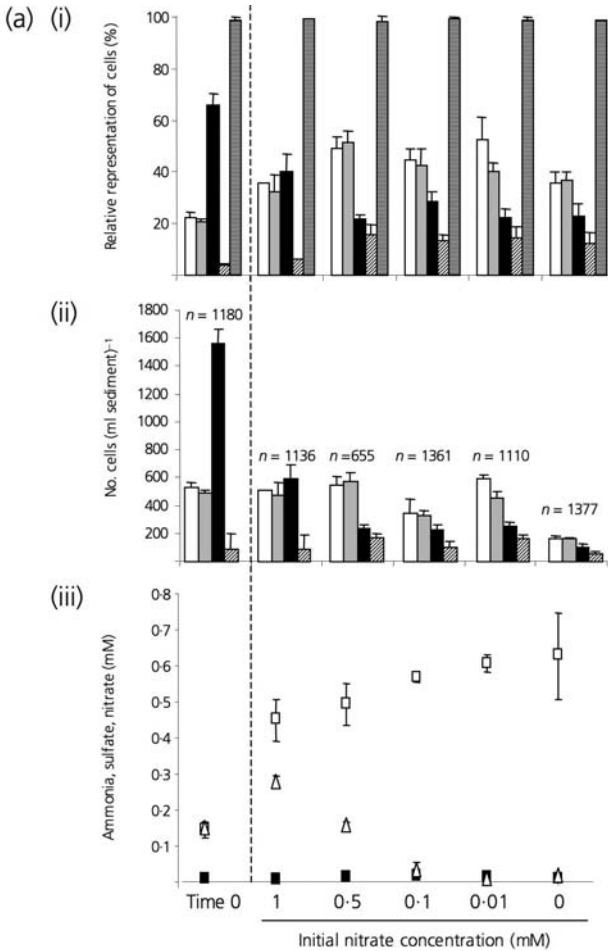 (a) (i)
Relative representation of cells (%)
100
80
60
40
20
(ii)
No. cells (ml sediment)⁻¹
1800
1600
1400
1200
1000
800
600
400
200
n = 1180
n = 1136
n =655
n = 1361
n = 1110
n = 1377
(iii)
Ammonia, sulfate, nitrate (mM)
0·8
0·7
0·6
0·5
0·4
0·3
0·2
0·1
Time 0 1 0·5 0·1 0·01 0
Initial nitrate concentration (mM)